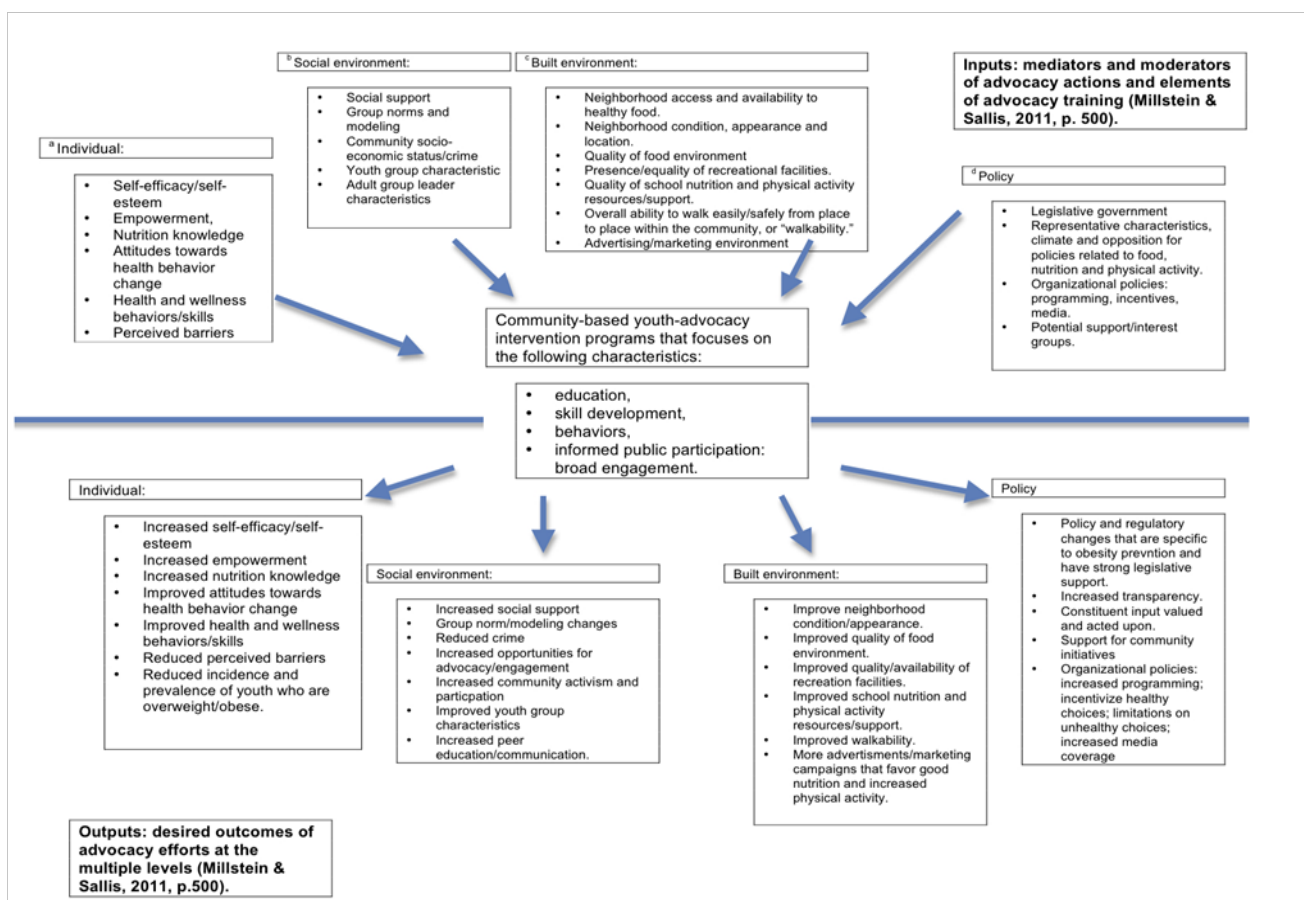 b Social environment:
• Social support
• Group norms and
modeling
• Community socio-
economic status/crime
• Youth group characteristic
• Adult group leader
characteristics
c Built environment:
• Neighborhood access and availability to
healthy food.
• Neighborhood condition, appearance and
location.
• Quality of food environment
• Presence/equality of recreational facilities.
• Quality of school nutrition and physical activity
resources/support.
• Overall ability to walk easily/safely from place
to place within the community, or “walkability.”
• Advertising/marketing environment
Inputs: mediators and moderators
of advocacy actions and elements
of advocacy training (Millstein &
Sallis, 2011, p. 500).
a Individual:
• Self-efficacy/self-
esteem
• Empowerment,
• Nutrition knowledge
• Attitudes towards
health behavior
change
• Health and wellness
behaviors/skills
• Perceived barriers
d Policy
• Legislative government
• Representative characteristics,
climate and opposition for
policies related to food,
nutrition and physical activity.
• Organizational policies:
programming, incentives,
media.
• Potential support/interest
groups.
Community-based youth-advocacy
intervention programs that focuses on
the following characteristics:
• education,
• skill development,
• behaviors,
• informed public participation:
broad engagement.
Individual:
• Increased self-efficacy/self-
esteem
• Increased empowerment
• Increased nutrition knowledge
• Improved attitudes towards
health behavior change
• Improved health and wellness
behaviors/skills
• Reduced perceived barriers
• Reduced incidence and
prevalence of youth who are
overweight/obese.
Social environment:
• Increased social support
• Group norm/modeling changes
• Reduced crime
• Increased opportunities for
advocacy/engagement
• Increased community activism and
particpation
• Improved youth group
characteristics
• Increased peer
education/communication.
Built environment:
• Improve neighborhood
condition/appearance.
• Improved quality of food
environment.
• Improved quality/availability of
recreation facilities.
• Improved school nutrition and
physical activity
resources/support.
• Improved walkability.
• More advertisments/marketing
campaigns that favor good
nutrition and increased
physical activity.
Policy
• Policy and regulatory
changes that are specific
to obesity prevntion and
have strong legislative
support.
• Increased transparency.
• Constituent input valued
and acted upon.
• Support for community
initiatives
• Organizational policies:
increased programming;
incentivize healthy
choices; limitations on
unhealthy choices;
increased media
coverage
Outputs: desired outcomes of
advocacy efforts at the
multiple levels (Millstein &
Sallis, 2011, p.500).